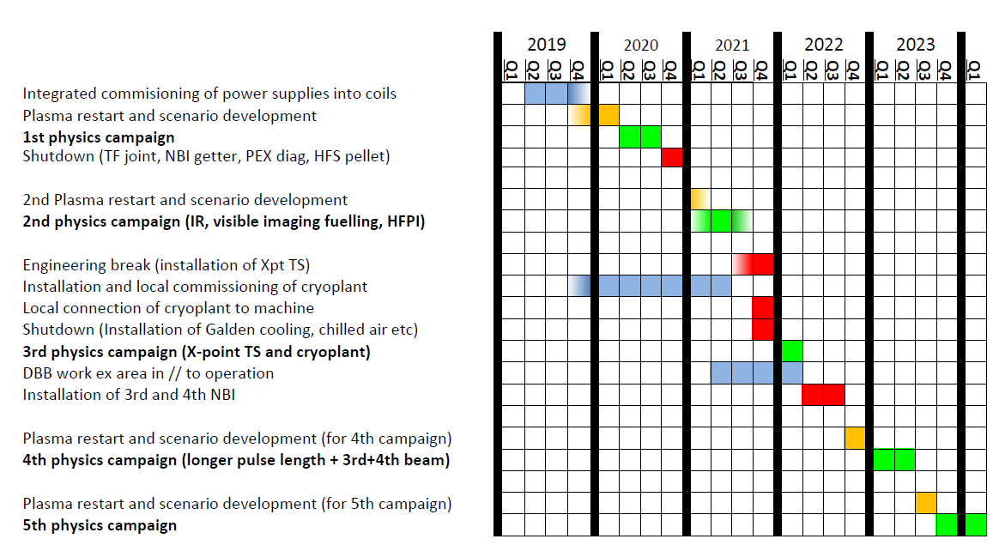 2019 2020 2021 2022 2023
Q1 Q2 Q3 Q4 Q1 Q2 Q3 Q4 Q1 Q2 Q3 Q4 Q1 Q2 Q3 Q4 Q1 Q2 Q3 Q4 Q1
Integrated commisioning of power supplies into coils
Plasma restart and scenario development
1st physics campaign
Shutdown (TF joint, NBI getter, PEX diag, HFS pellet)
2nd Plasma restart and scenario development
2nd physics campaign (IR, visible imaging fuelling, HFPI)
Engineering break (installation of Xpt TS)
Installation and local commissioning of cryoplant
Local connection of cryoplant to machine
Shutdown (Installation of Galden cooling, chilled air etc)
3rd physics campaign (X-point TS and cryoplant)
DBB work ex area in // to operation
Installation of 3rd and 4th NBI
Plasma restart and scenario development (for 4th campaign)
4th physics campaign (longer pulse length + 3rd+4th beam)
Plasma restart and scenario development (for 5th campaign)
5th physics campaign